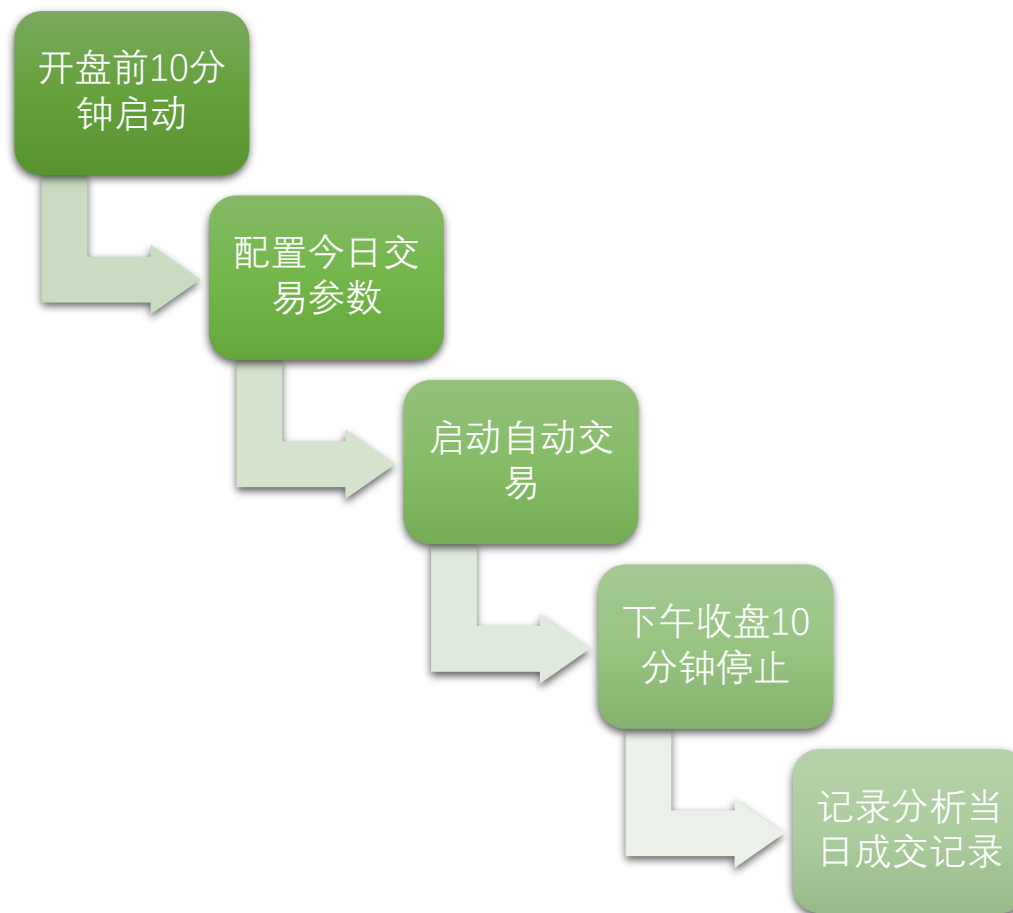 开盘前10分
钟启动
配置今日交
易参数
启动自动交
易
下午收盘10
分钟停止
记录分析当
日成交记录